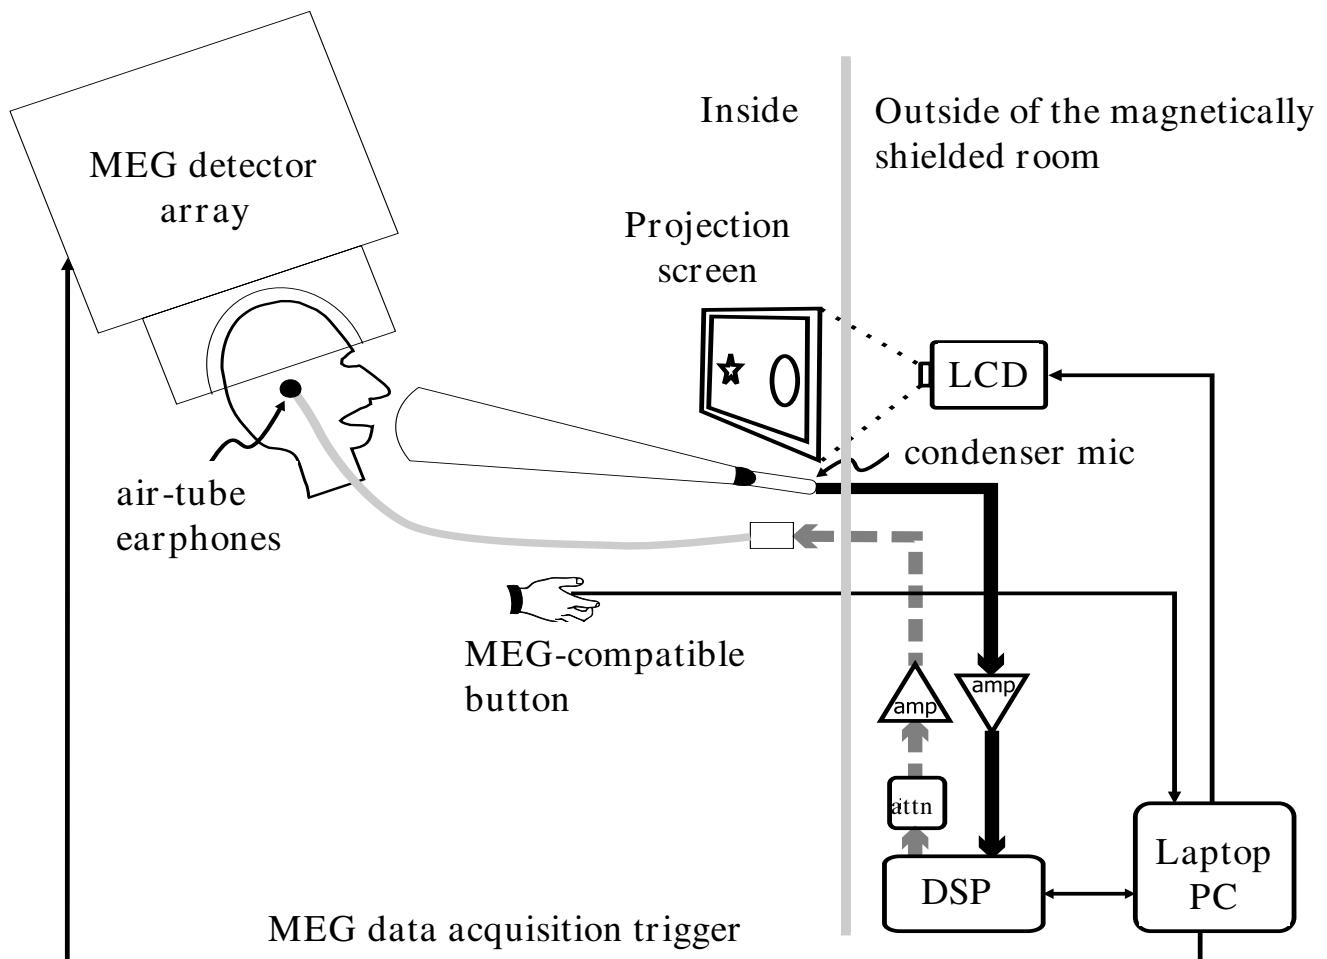 Inside
Outside of the magnetically
shielded room
MEG detector
array
Projection
screen
LCD
condenser mic
air-tube
earphones
MEG-compatible
button
amp
amp
attn
Laptop
PC
DSP
MEG data acquisition trigger